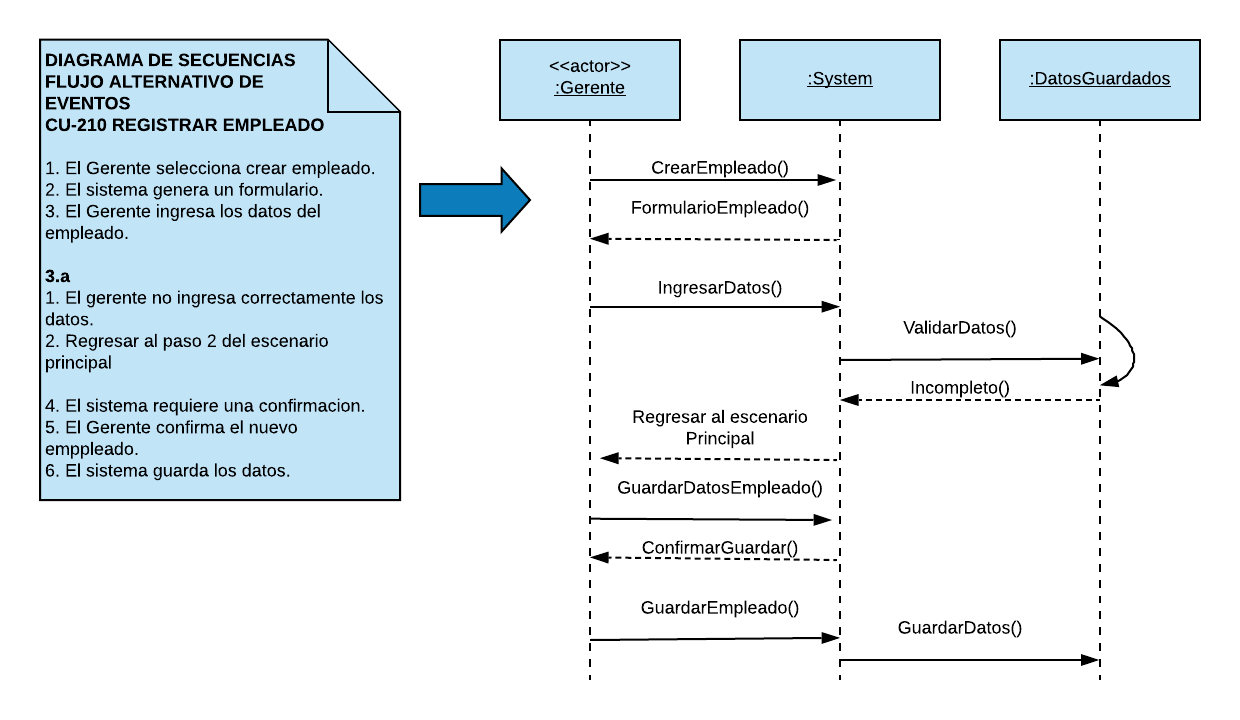 DIAGRAMA DE SECUENCIAS
FLUJO ALTERNATIVO DE
EVENTOS
CU-210 REGISTRAR EMPLEADO
1. El Gerente selecciona crear empleado.
2. El sistema genera un formulario.
3. El Gerente ingresa los datos del
empleado.
3.a
1. El gerente no ingresa correctamente los
datos.
2. Regresar al paso 2 del escenario
principal
4. El sistema requiere una confirmacion.
5. El Gerente confirma el nuevo
emppleado.
6. El sistema guarda los datos.
<<actor>>
:Gerente
:System
:DatosGuardados
CrearEmpleado()
FormularioEmpleado()
IngresarDatos()
ValidarDatos()
Incompleto()
Regresar al escenario
Principal
GuardarDatosEmpleado()
ConfirmarGuardar()
GuardarEmpleado()
GuardarDatos()